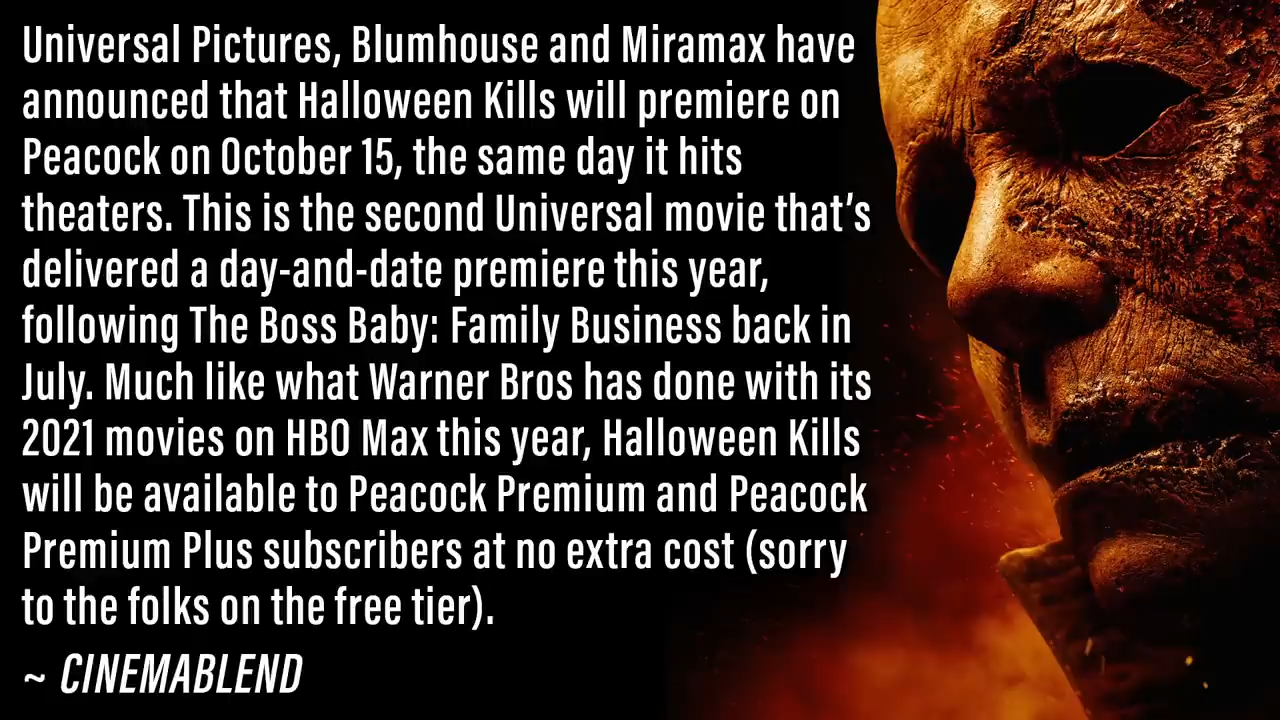 Universal Pictures, Blumhouse and Miramax have
announced that Halloween Kills will premiere on
Peacock on October 15, the same day it hits
theaters. This is the second Universal movie that’s
delivered a day-and-date premiere this year,
following The Boss Baby: Family Business back in
July. Much like what Warner Bros has done with its
2021 movies on HBO Max this year, Halloween Kills
will be available to Peacock Premium and Peacock
Premium Plus subscribers at no extra cost (sorry
to the folks on the free tier).
~ CINEMABLEND